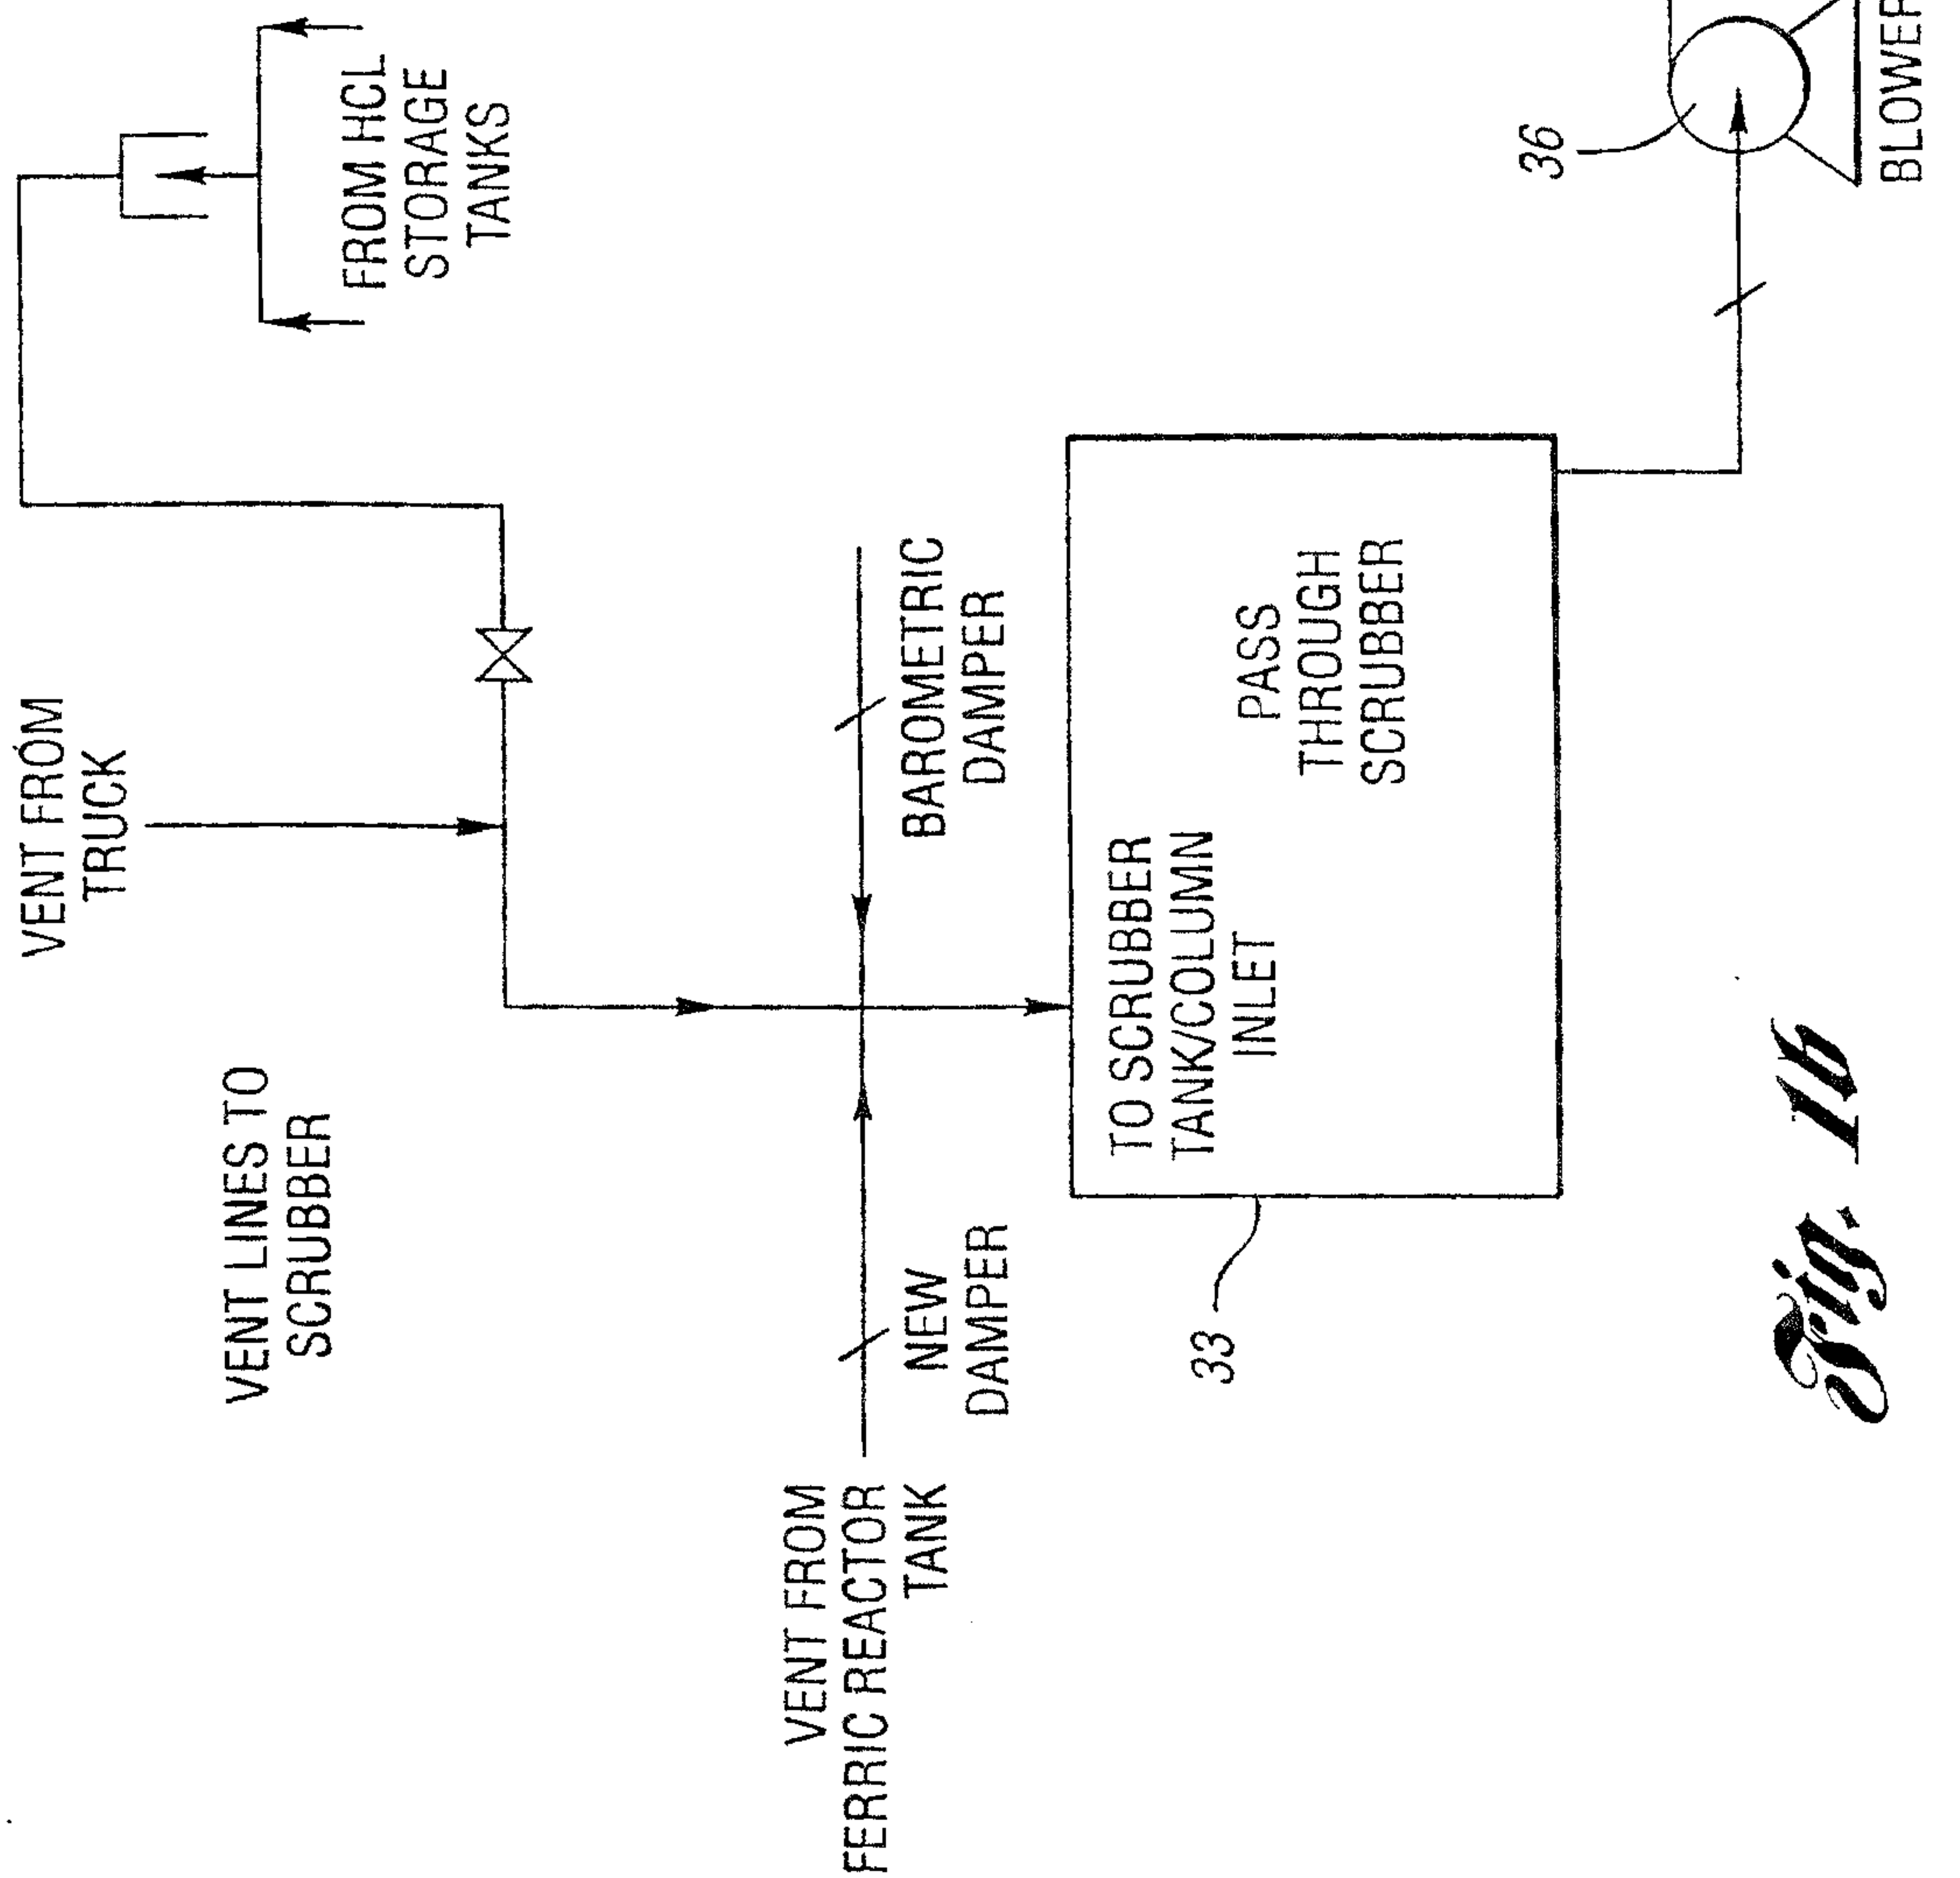 VENT FROM
TRUCK
FROM HCL
STORAGE
TANKS
VENT LINES TO
SCRUBBER
VENT FROM
FERRIC REACTOR
TANK
NEW
DAMPER
BAROMETRIC
DAMPER
TO SCRUBBER
TANK/COLUMN
INLET
PASS
THROUGH
SCRUBBER
33
36
BLOWER
Fig. 1b